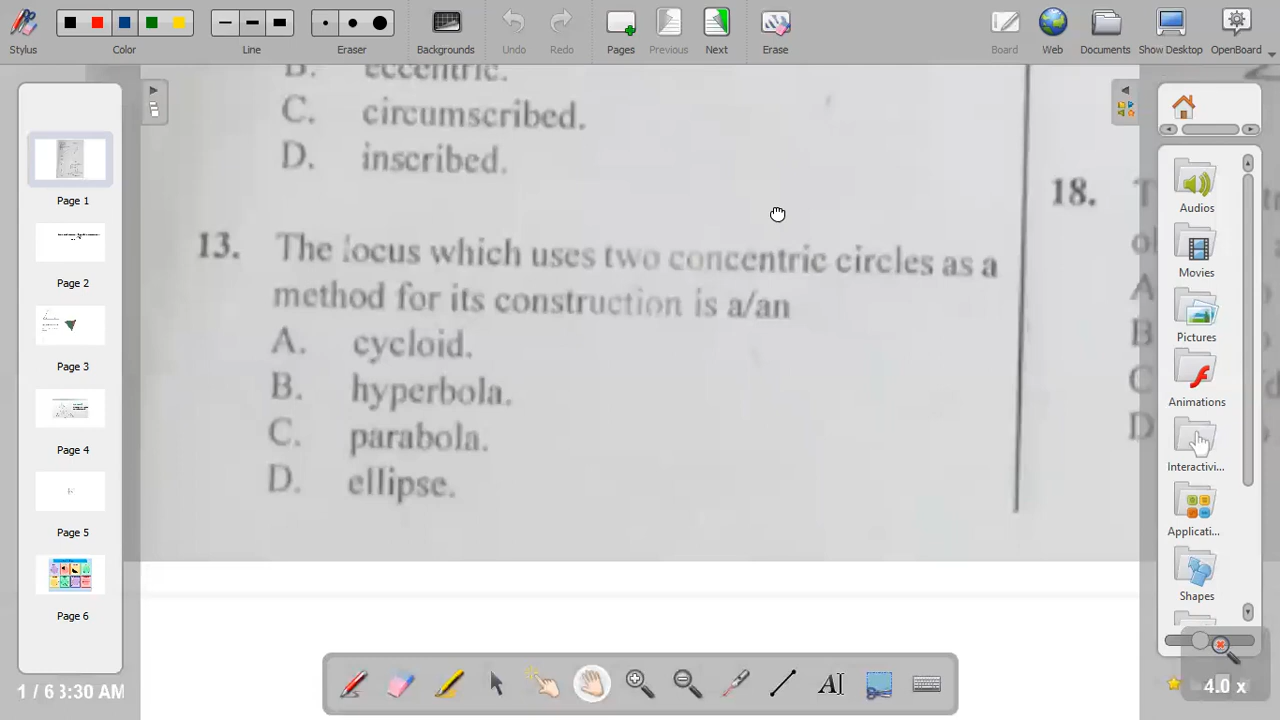 Stylus
Color
Line
Eraser
Backgrounds
Undo
Redo
Pages
Previous
Next
Erase
Board
Web
Documents
Show Desktop
OpenBoard
B. eccentric.
C. circumscribed.
D. inscribed.
13. The locus which uses two concentric circles as a
method for its construction is a/an
A. cycloid.
B. hyperbola.
C. parabola.
D. ellipse.
18.
A
B
C
D
Page 1
Page 2
Page 3
Page 4
Page 5
Page 6
1 / 6
3:30 AM
Audios
Movies
Pictures
Animations
Interactivi...
Applicati...
Shapes
4.0 x
AI